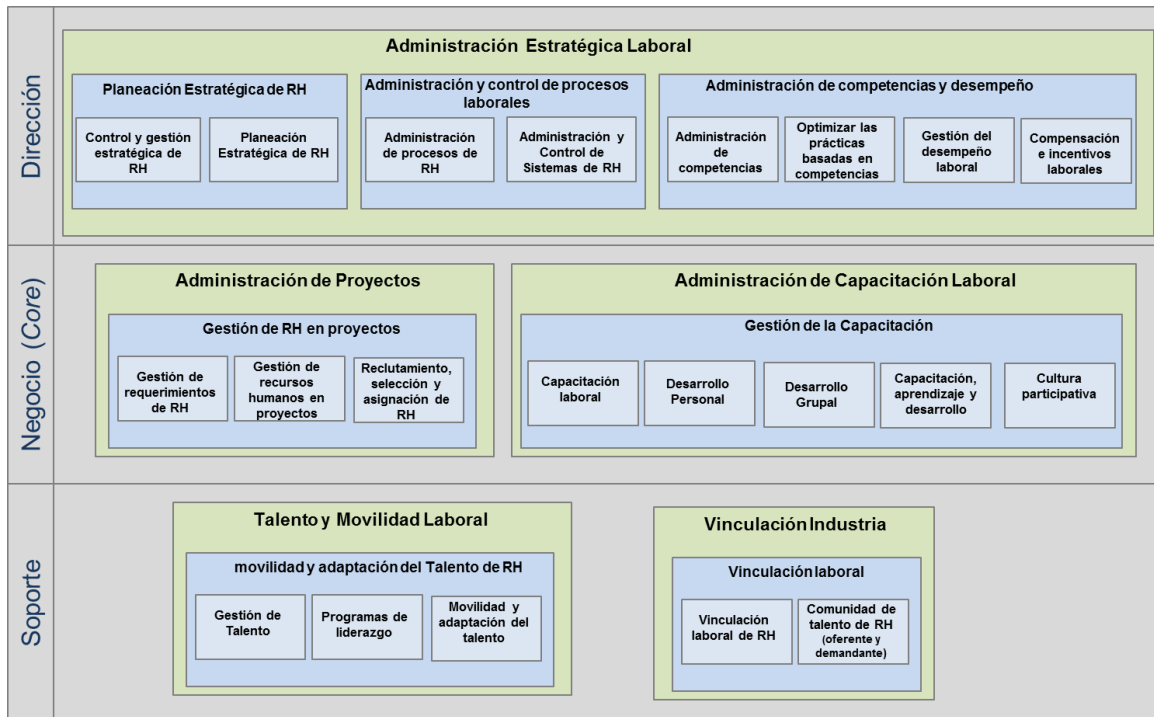 Dirección
Administración Estratégica Laboral
Planeación Estratégica de RH
Control y gestión
estratégica de
RH
Planeación
Estratégica de RH
Administración y control de procesos
laborales
Administración
de procesos de
RH
Administración y
Control de
Sistemas de RH
Administración de competencias y desempeño
Administración
de
competencias
Optimizar las
prácticas
basadas en
competencias
Gestión del
desempeño
laboral
Compensación
e incentivos
laborales
Negocio (Core)
Administración de Proyectos
Gestión de RH en proyectos
Gestión de
requerimientos
de RH
Gestión de
recursos
humanos en
proyectos
Reclutamiento,
selección y
asignación de
RH
Administración de Capacitación Laboral
Gestión de la Capacitación
Capacitación
laboral
Desarrollo
Personal
Desarrollo
Grupal
Capacitación,
aprendizaje y
desarrollo
Cultura
participativa
Soporte
Talento y Movilidad Laboral
movilidad y adaptación del Talento de RH
Gestión de
Talento
Programas de
liderazgo
Movilidad y
adaptación del
talento
Vinculación Industria
Vinculación laboral
Vinculación
laboral de RH
Comunidad de
talento de RH
(oferente y
demandante)